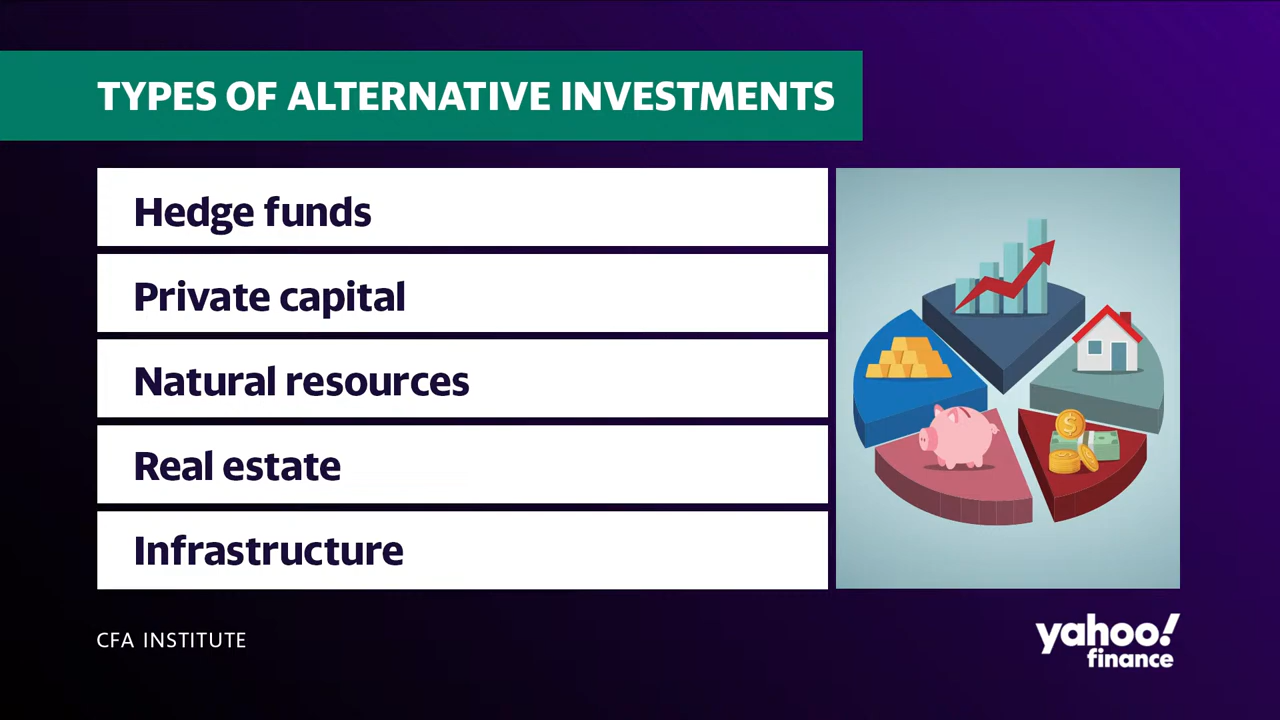 TYPES OF ALTERNATIVE INVESTMENTS
Hedge funds
Private capital
Natural resources
Real estate
Infrastructure
CFA INSTITUTE
yahoo!
finance
$